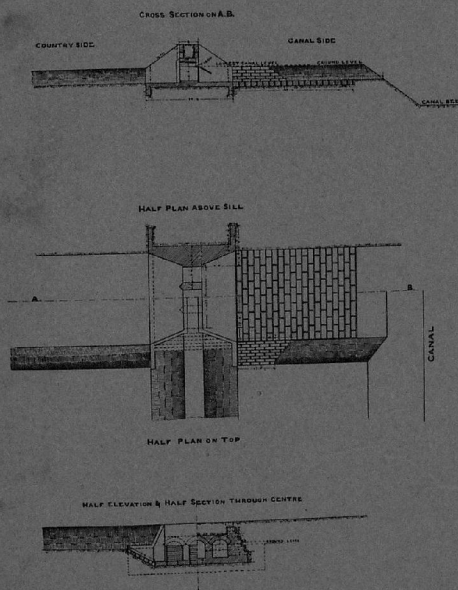 CROSS SECTION ON A.B.
COUNTRY SIDE
CANAL SIDE
LOWEST CANAL LEVEL
GROUND LEVEL
CANAL BED
HALF PLAN ABOVE SILL
A
B
CANAL
HALF PLAN ON TOP
HALF ELEVATION & HALF SECTION THROUGH CENTRE